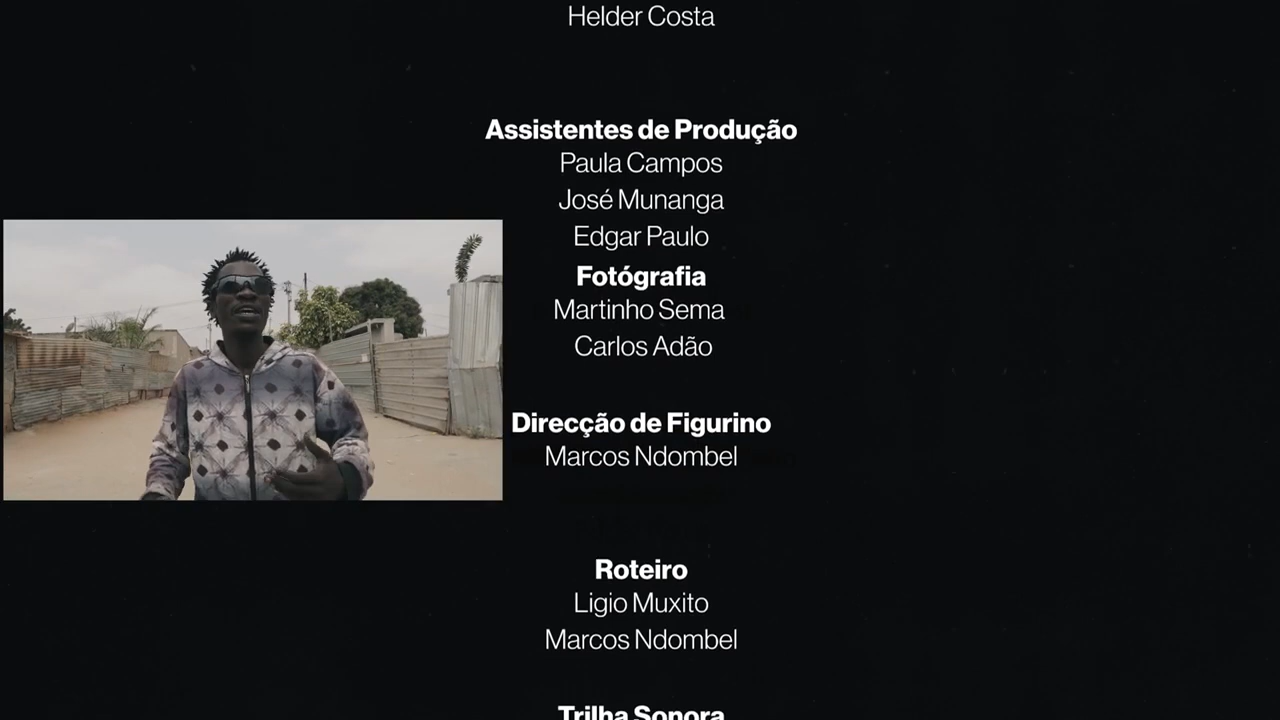 Helder Costa
Assistentes de Produção
Paula Campos
José Munanga
Edgar Paulo
Fotógrafia
Martinho Sema
Carlos Adão
Direcção de Figurino
Marcos Ndombel
Roteiro
Ligio Muxito
Marcos Ndombel
Trilha Sonora